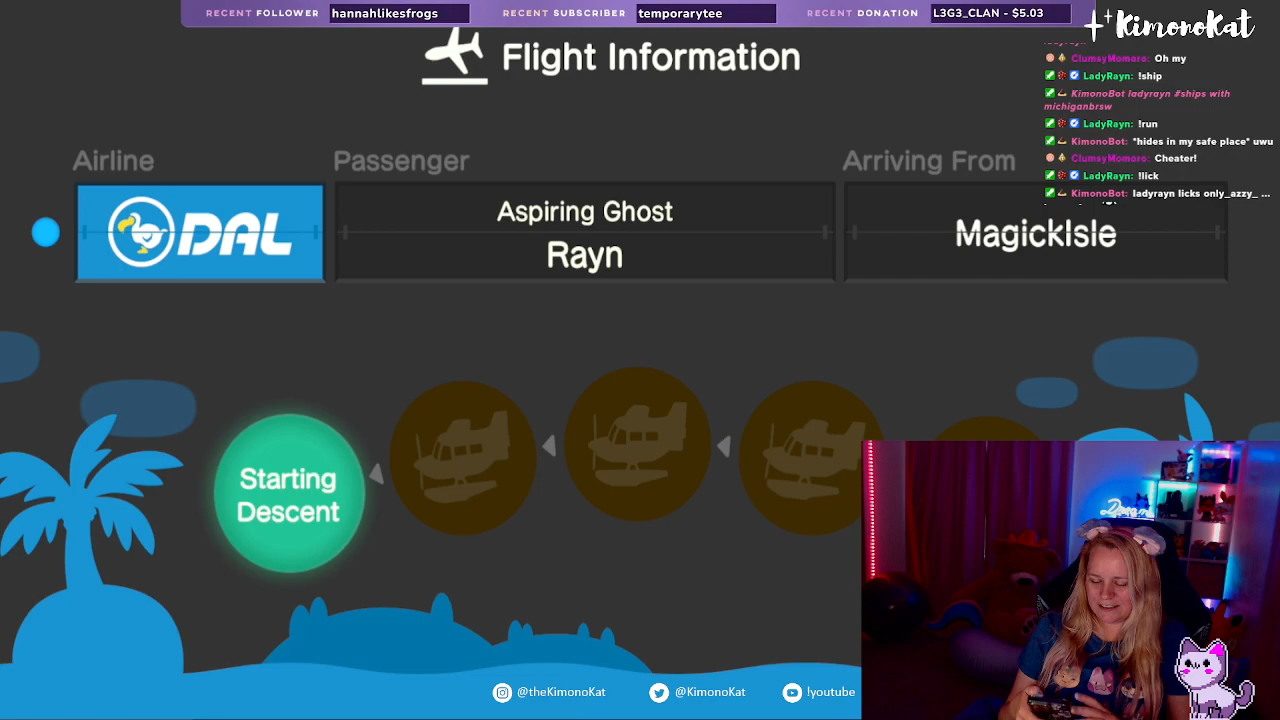 RECENT FOLLOWER hannahlikesfrogs RECENT SUBSCRIBER temporarytee RECENT DONATION L3G3_CLAN - $5.03
KimonoKat
Flight Information
ladyrayn
ClumsyMomoro: Oh my
LadyRayn: !ship
KimonoBot ladyrayn #ships with
michiganbrsw
LadyRayn: !run
KimonoBot: *hides in my safe place* uwu
ClumsyMomoro: Cheater!
LadyRayn: !lick
KimonoBot: ladyrayn licks only_azzy_ ...
Airline Passenger Arriving From
DAL
Aspiring Ghost
Rayn
MagickIsle
Starting
Descent
@theKimonoKat @KimonoKat !youtube